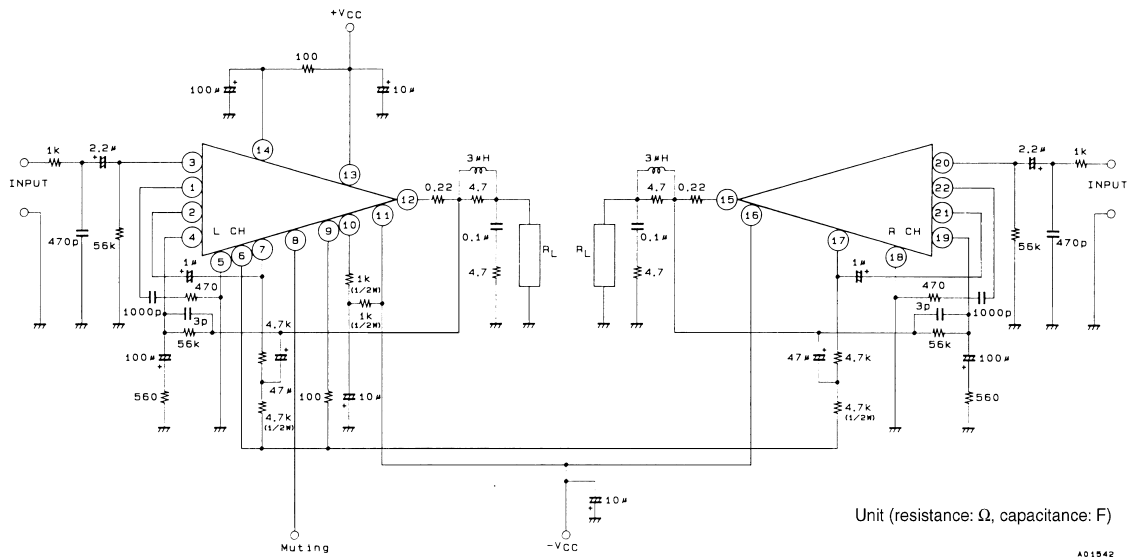 +VCC
100
100μ +
+ 10μ
1k
2.2μ
+
3
14
13
3μH
3μH
2.2μ
+
1k
20
INPUT
1
0.22
4.7
4.7
0.22
22
INPUT
12
15
2
11
16
21
10
470p
56k
4
L CH
8
9
0.1μ
RL
RL
0.1μ
17
R CH
19
56k
470p
5
6
7
18
1μ
+
4.7
4.7
1μ
+
470
1k
(1/2W)
470
1000p
3p
1k
(1/2W)
3p
1000p
56k
4.7k
+
56k
100μ
+
47μ
47μ
+
4.7k
100μ
+
560
100
+
10μ
560
4.7k
(1/2W)
4.7k
(1/2W)
10μ
+
Unit (resistance: Ω, capacitance: F)
Muting
-VCC
A01542